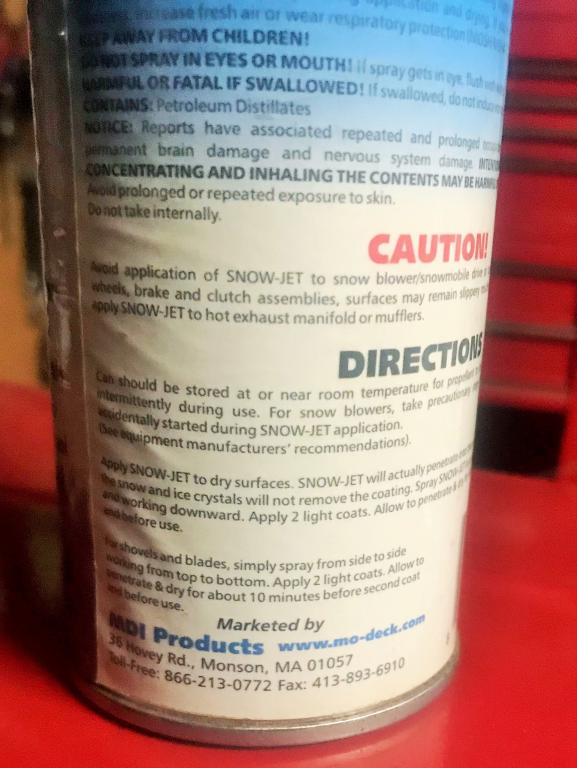 application and drying. If
increase fresh air or wear respiratory protection (NIOSH/
KEEP AWAY FROM CHILDREN!
DO NOT SPRAY IN EYES OR MOUTH! If spray gets in eye, flush with
HARMFUL OR FATAL IF SWALLOWED! If swallowed, do not induce
CONTAINS: Petroleum Distillates
NOTICE: Reports have associated repeated and prolonged
permanent brain damage and nervous system damage.
CONCENTRATING AND INHALING THE CONTENTS MAY BE HARMFUL
Avoid prolonged or repeated exposure to skin.
Do not take internally.
CAUTION!
Avoid application of SNOW-JET to snow blower/snowmobile drive
wheels, brake and clutch assemblies, surfaces may remain slippery
apply SNOW-JET to hot exhaust manifold or mufflers.
DIRECTIONS
Can should be stored at or near room temperature for propellant
intermittently during use. For snow blowers, take precautionary
accidentally started during SNOW-JET application.
(See equipment manufacturers' recommendations).
Apply SNOW-JET to dry surfaces. SNOW-JET will actually penetrate
the snow and ice crystals will not remove the coating. Spray SNOW-JET
and working downward. Apply 2 light coats. Allow to penetrate & dry
and before use.
For shovels and blades, simply spray from side to side
working from top to bottom. Apply 2 light coats. Allow to
penetrate & dry for about 10 minutes before second coat
and before use.
Marketed by
MDI Products www.mo-deck.com
36 Hovey Rd., Monson, MA 01057
Toll-Free: 866-213-0772 Fax: 413-893-6910